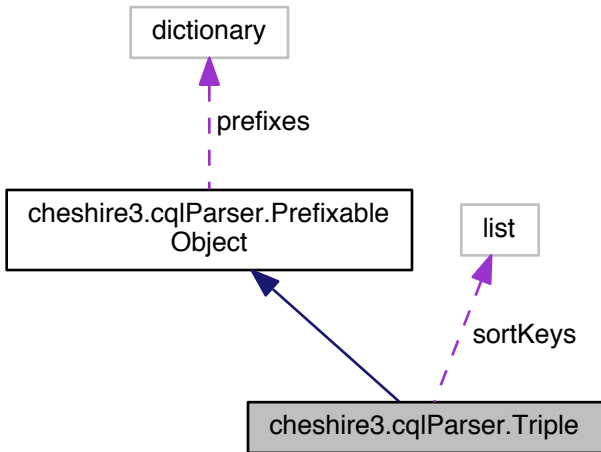 dictionary
prefixes
cheshire3.cqlParser.Prefixable
Object
list
sortKeys
cheshire3.cqlParser.Triple